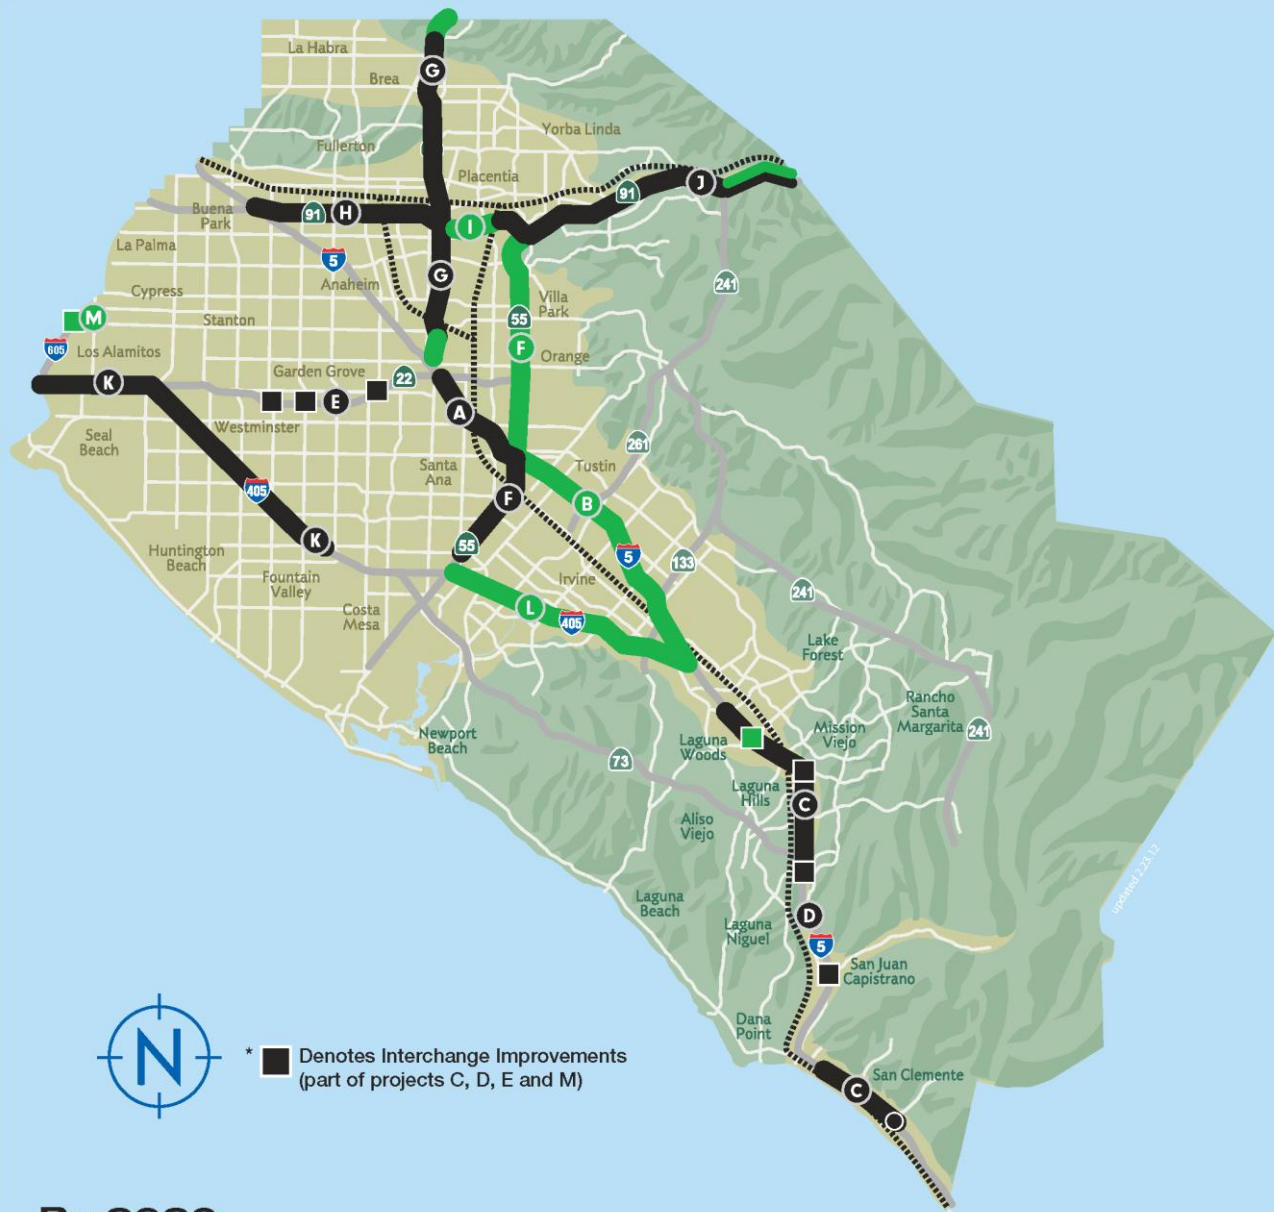 La Habra
Brea
G
Yorba Linda
Fullerton
Placentia
J
91
Buena
Park
91
H
I
La Palma
5
G
Anaheim
241
Cypress
Villa
Park
M
Stanton
55
605
Los Alamitos
F
Orange
K
Garden Grove
22
E
A
Westminster
Seal
Beach
261
Santa
Ana
Tustin
405
F
B
K
55
5
Huntington
Beach
133
Fountain
Valley
Irvine
241
Costa
Mesa
L
405
Lake
Forest
Rancho
Santa
Margarita
241
Newport
Beach
Laguna
Woods
Mission
Viejo
73
Laguna
Hills
C
Aliso
Viejo
updated 2.23.12
Laguna
Beach
D
Laguna
Niguel
5
San Juan
Capistrano
Dana
Point
N
* Denotes Interchange Improvements
(part of projects C, D, E and M)
San Clemente
C